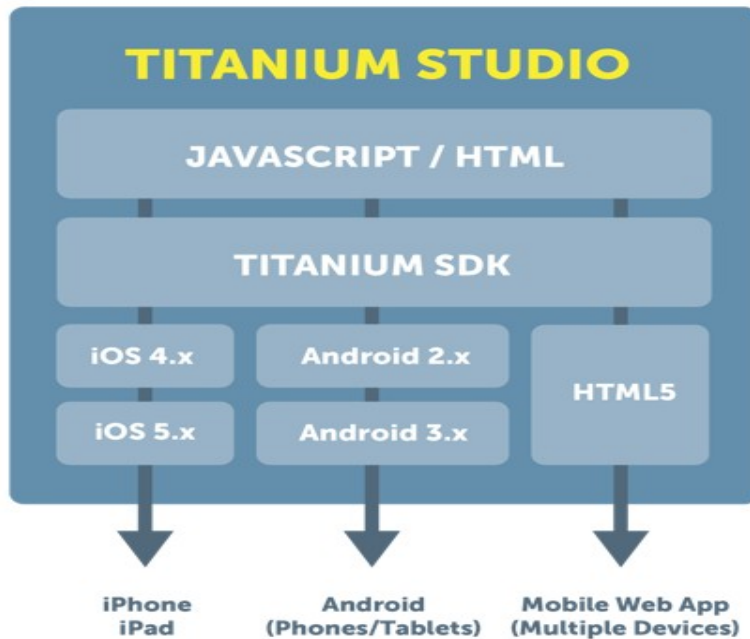 TITANIUM STUDIO
JAVASCRIPT / HTML
TITANIUM SDK
iOS 4.x
Android 2.x
HTML5
iOS 5.x
Android 3.x
iPhone
iPad
Android
(Phones/Tablets)
Mobile Web App
(Multiple Devices)